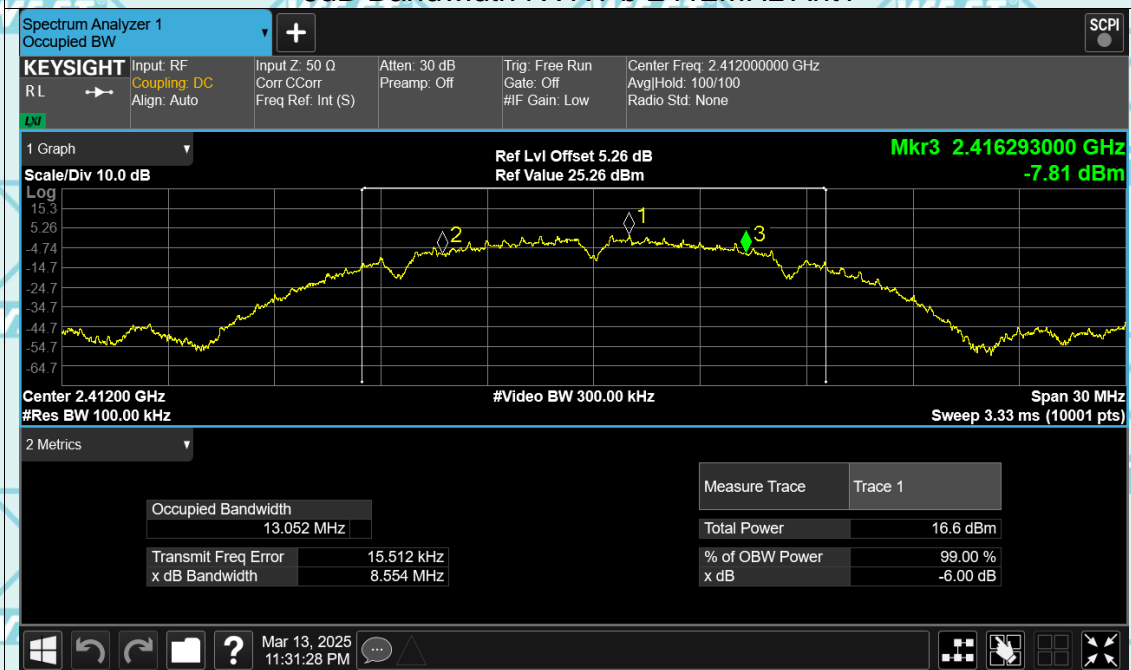 Spectrum Analyzer 1
Occupied BW
+
SCPI
KEYSIGHT
RL
LXI
Input: RF
Coupling: DC
Align: Auto
Input Z: 50 Ω
Corr CCorr
Freq Ref: Int (S)
Atten: 30 dB
Preamp: Off
Trig: Free Run
Gate: Off
#IF Gain: Low
Center Freq: 2.412000000 GHz
Avg|Hold: 100/100
Radio Std: None
1 Graph
Scale/Div 10.0 dB
Ref Lvl Offset 5.26 dB
Ref Value 25.26 dBm
Mkr3 2.416293000 GHz
-7.81 dBm
Log
15.3
5.26
-4.74
-14.7
-24.7
-34.7
-44.7
-54.7
-64.7
2
1
3
Center 2.41200 GHz
#Video BW 300.00 kHz
Span 30 MHz
#Res BW 100.00 kHz
Sweep 3.33 ms (10001 pts)
2 Metrics
Occupied Bandwidth
13.052 MHz
Transmit Freq Error 15.512 kHz
x dB Bandwidth 8.554 MHz
Measure Trace Trace 1
Total Power 16.6 dBm
% of OBW Power 99.00 %
x dB -6.00 dB
?
Mar 13, 2025
11:31:28 PM